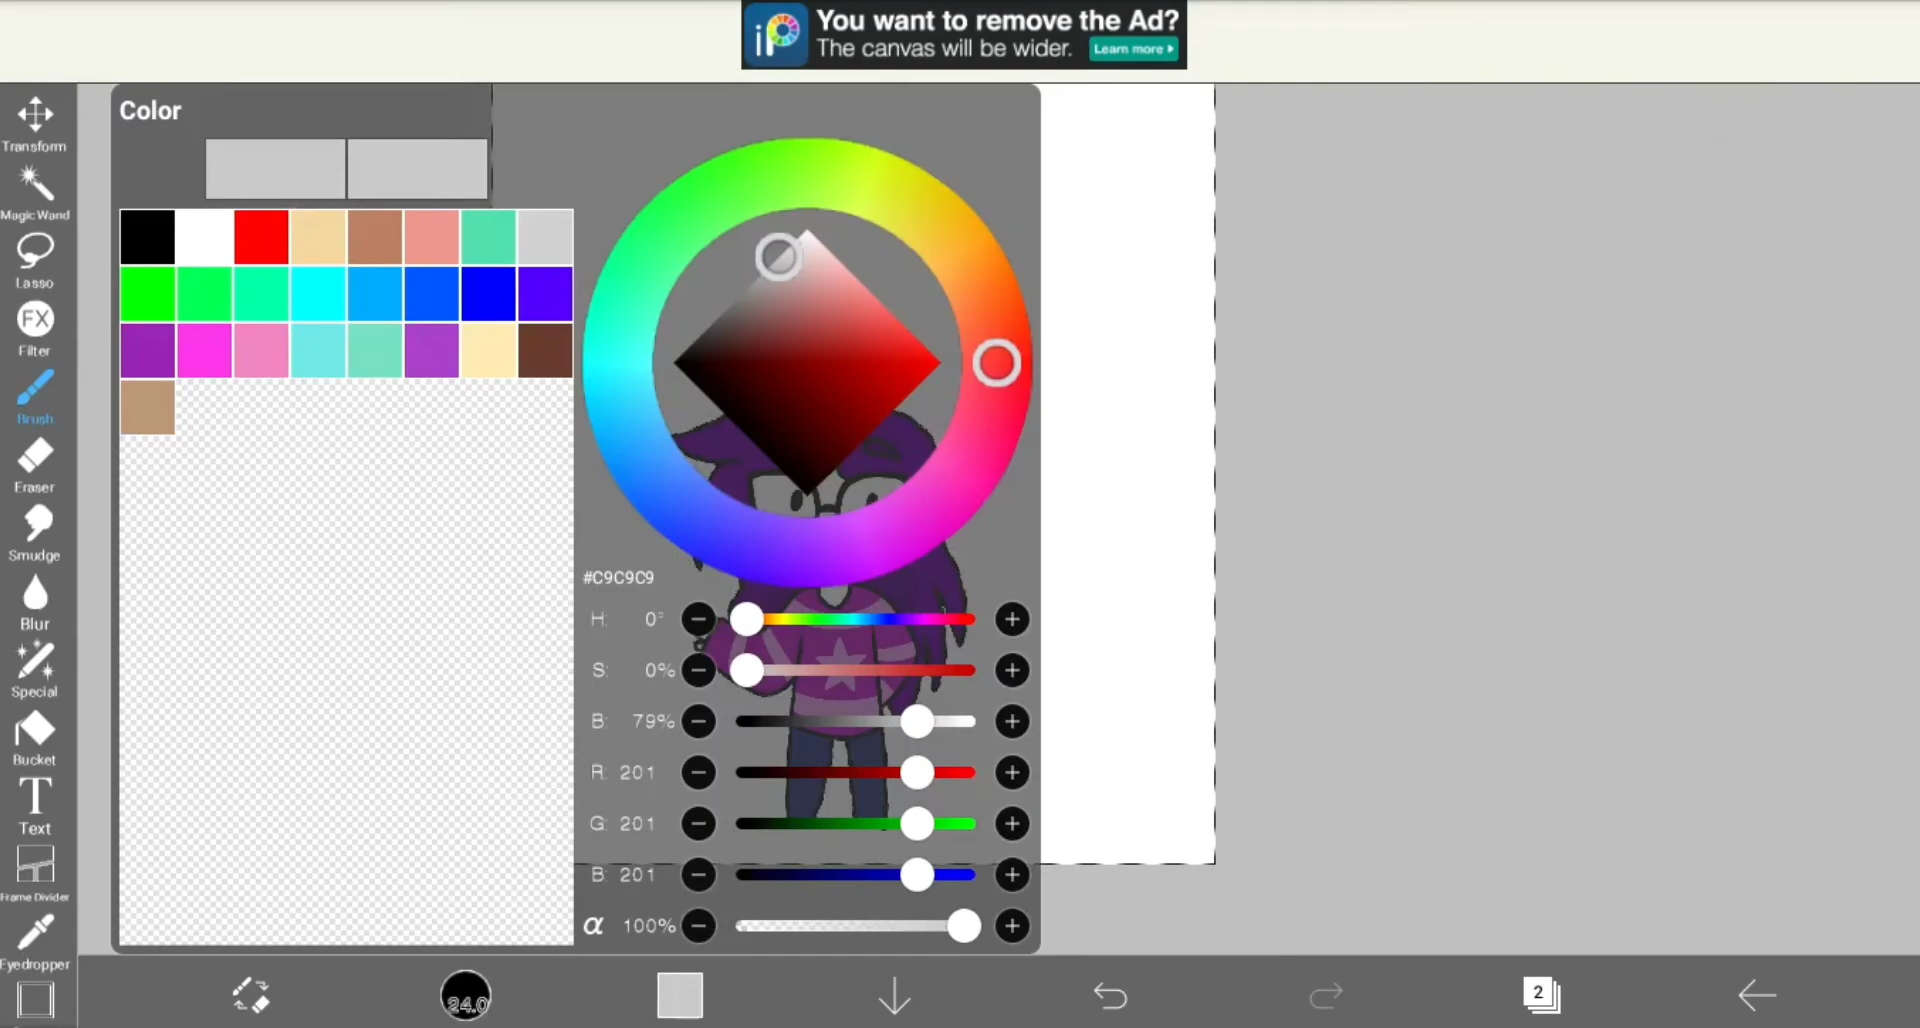 iP
You want to remove the Ad?
The canvas will be wider.
Learn more
Color
Transform
Magic Wand
Lasso
FX
Filter
Brush
Eraser
Smudge
Blur
Special
Bucket
T
Text
Frame Divider
Eyedropper
#C9C9C9
H: 0°
S: 0%
B: 79%
R: 201
G: 201
B: 201
α 100%
24.0
2